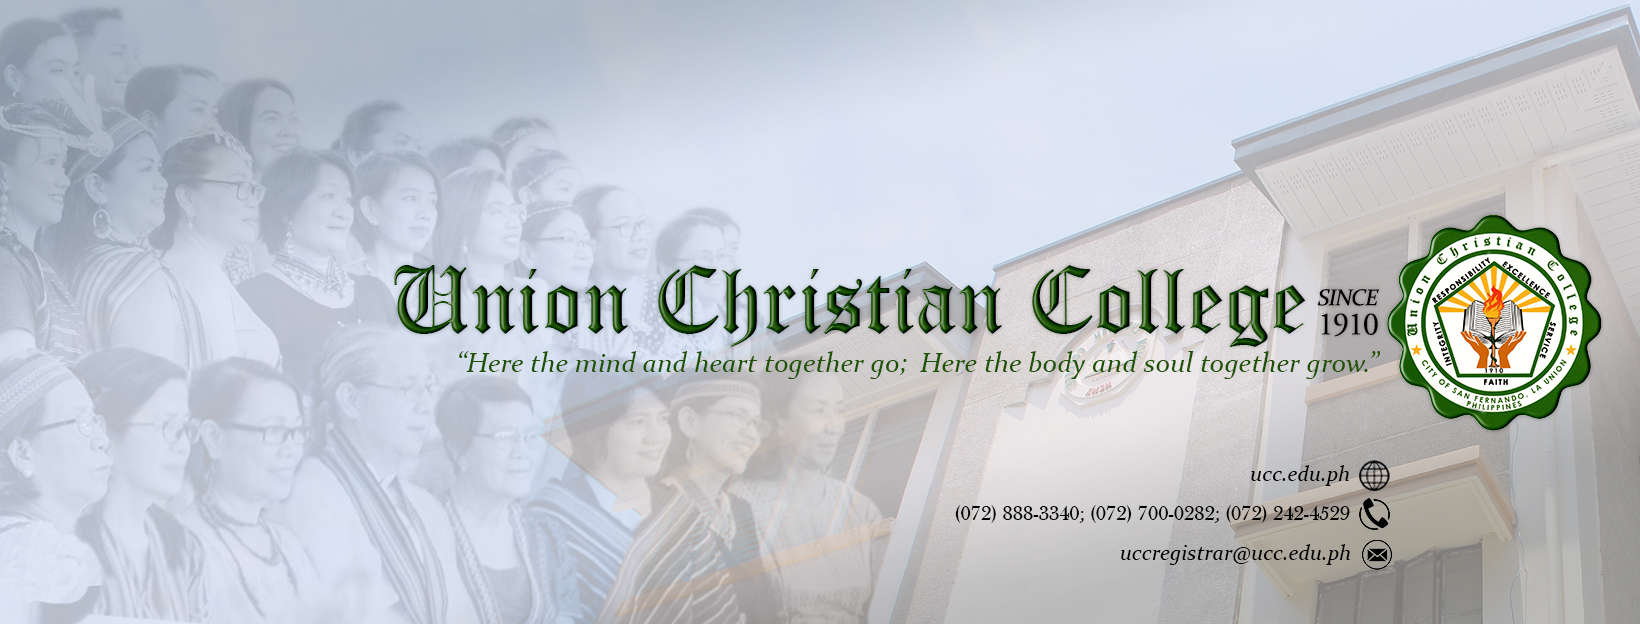 Union Christian College
SINCE
1910
“Here the mind and heart together go; Here the body and soul together grow.”
Union Christian College
RESPONSIBILITY
EXCELLENCE
INTEGRITY
SERVICE
1910
FAITH
CITY OF SAN FERNANDO, LA UNION
PHILIPPINES
ucc.edu.ph
(072) 888-3340; (072) 700-0282; (072) 242-4529
uccregistrar@ucc.edu.ph